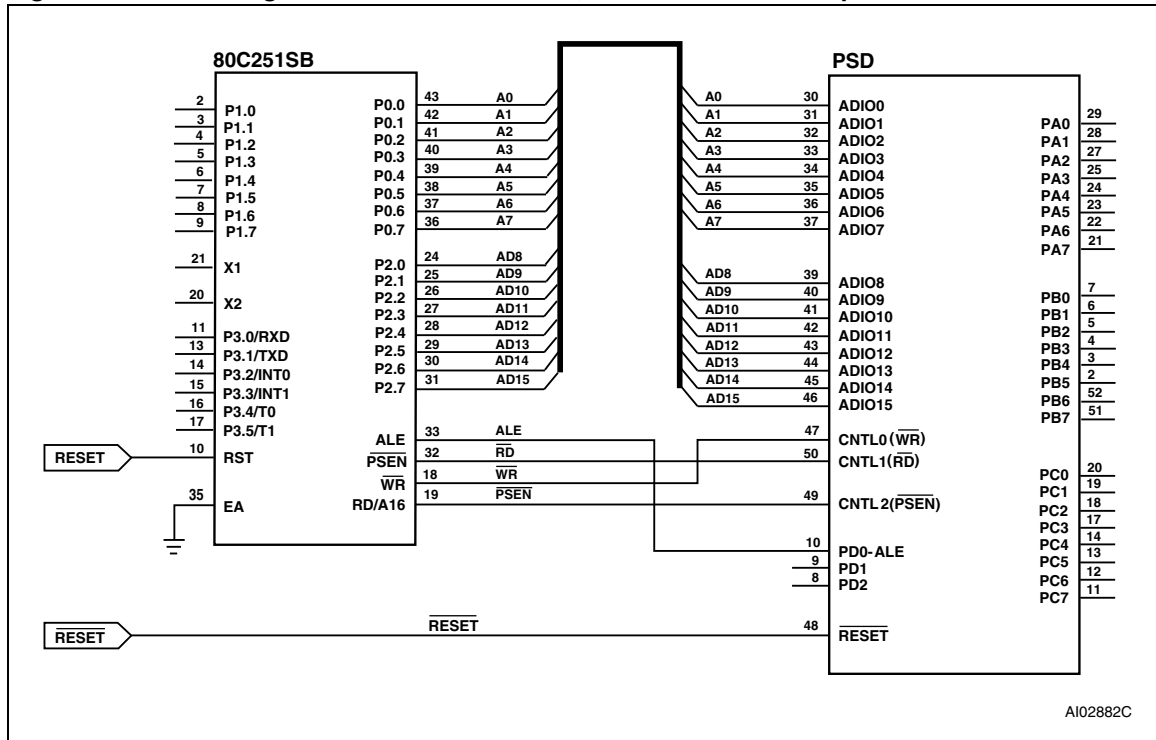 80C251SB
2 P1.0
3 P1.1
4 P1.2
5 P1.3
6 P1.4
7 P1.5
8 P1.6
9 P1.7
21 X1
20 X2
11 P3.0/RXD
13 P3.1/TXD
14 P3.2/INT0
15 P3.3/INT1
16 P3.4/T0
17 P3.5/T1
RESET 10 RST
35 EA
P0.0 43 A0
P0.1 42 A1
P0.2 41 A2
P0.3 40 A3
P0.4 39 A4
P0.5 38 A5
P0.6 37 A6
P0.7 36 A7
P2.0 24 AD8
P2.1 25 AD9
P2.2 26 AD10
P2.3 27 AD11
P2.4 28 AD12
P2.5 29 AD13
P2.6 30 AD14
P2.7 31 AD15
ALE 33 ALE
PSEN 32 RD
WR 18 WR
RD/A16 19 PSEN
PSD
A0 30 ADIO0
A1 31 ADIO1
A2 32 ADIO2
A3 33 ADIO3
A4 34 ADIO4
A5 35 ADIO5
A6 36 ADIO6
A7 37 ADIO7
AD8 39 ADIO8
AD9 40 ADIO9
AD10 41 ADIO10
AD11 42 ADIO11
AD12 43 ADIO12
AD13 44 ADIO13
AD14 45 ADIO14
AD15 46 ADIO15
47 CNTL0(WR)
50 CNTL1(RD)
49 CNTL2(PSEN)
10 PD0-ALE
9 PD1
8 PD2
RESET RESET 48 RESET
PA0 29
PA1 28
PA2 27
PA3 25
PA4 24
PA5 23
PA6 22
PA7 21
PB0 7
PB1 6
PB2 5
PB3 4
PB4 3
PB5 2
PB6 52
PB7 51
PC0 20
PC1 19
PC2 18
PC3 17
PC4 14
PC5 13
PC6 12
PC7 11
AI02882C